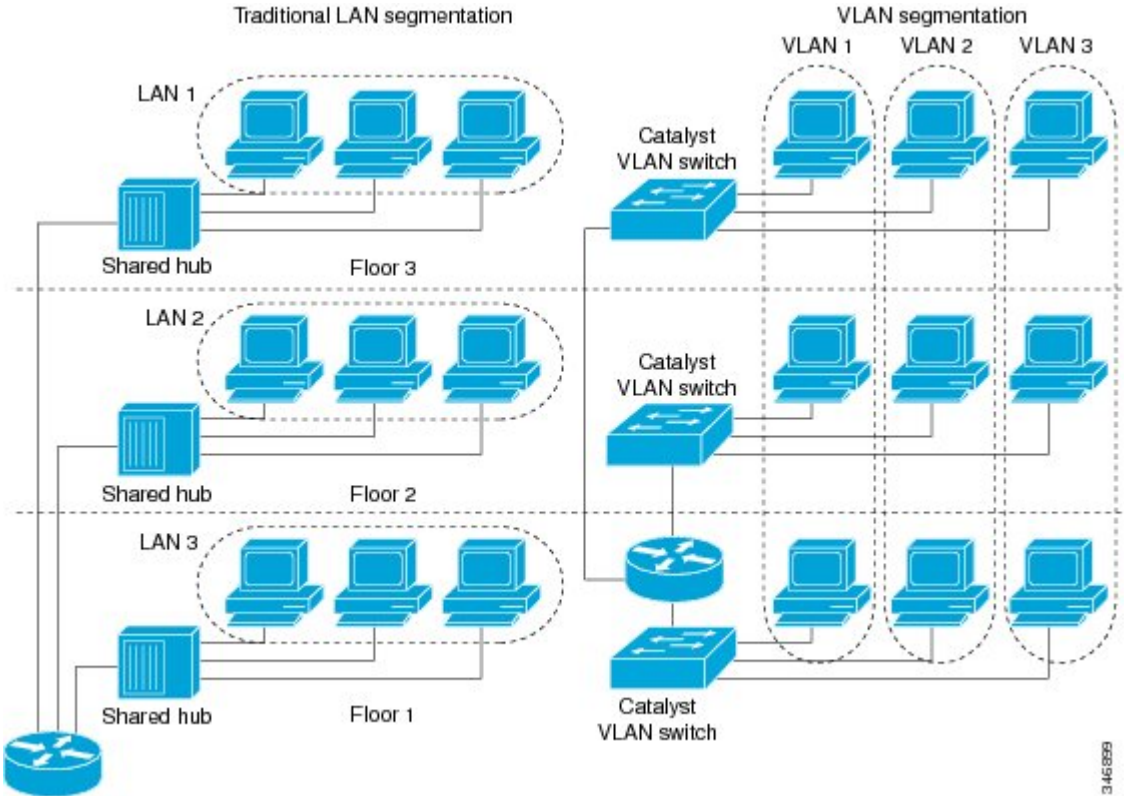 Traditional LAN segmentation
VLAN segmentation
VLAN 1
VLAN 2
VLAN 3
LAN 1
Catalyst
VLAN switch
Shared hub
Floor 3
LAN 2
Catalyst
VLAN switch
Shared hub
Floor 2
LAN 3
Shared hub
Floor 1
Catalyst
VLAN switch
346899